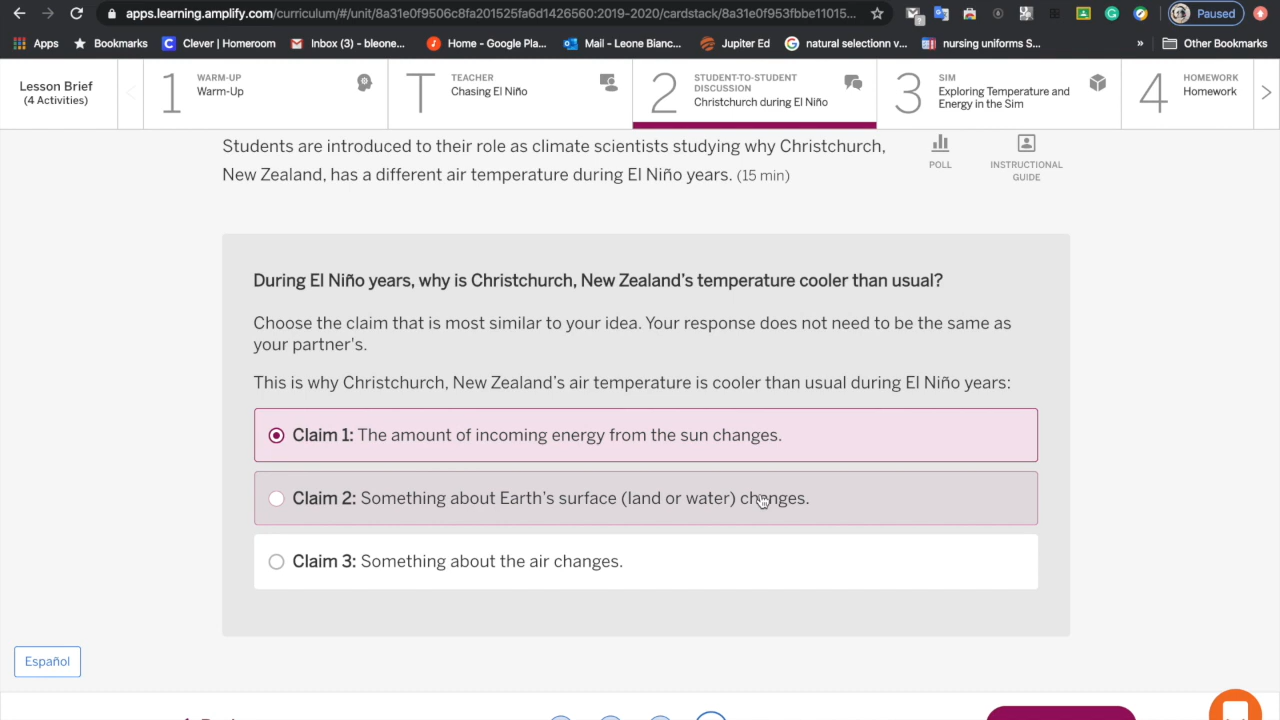 apps.learning.amplify.com/curriculum/#/unit/8a31e0f9506c8fa201525fa6d1426560:2019-2020/cardstack/8a31e0f953fbbe11015...
Paused
Apps
Bookmarks
Clever | Homeroom
Inbox (3) - bleone...
Home - Google Pla...
Mail - Leone Bianc...
Jupiter Ed
natural selectionn v...
nursing uniforms S...
»
Other Bookmarks
Lesson Brief
(4 Activities)
1
WARM-UP
Warm-Up
T
TEACHER
Chasing El Niño
2
STUDENT-TO-STUDENT
DISCUSSION
Christchurch during El Niño
3
SIM
Exploring Temperature and
Energy in the Sim
4
HOMEWORK
Homework
Students are introduced to their role as climate scientists studying why Christchurch,
New Zealand, has a different air temperature during El Niño years. (15 min)
POLL
INSTRUCTIONAL
GUIDE
During El Niño years, why is Christchurch, New Zealand’s temperature cooler than usual?
Choose the claim that is most similar to your idea. Your response does not need to be the same as
your partner's.
This is why Christchurch, New Zealand’s air temperature is cooler than usual during El Niño years:
Claim 1: The amount of incoming energy from the sun changes.
Claim 2: Something about Earth’s surface (land or water) changes.
Claim 3: Something about the air changes.
Español